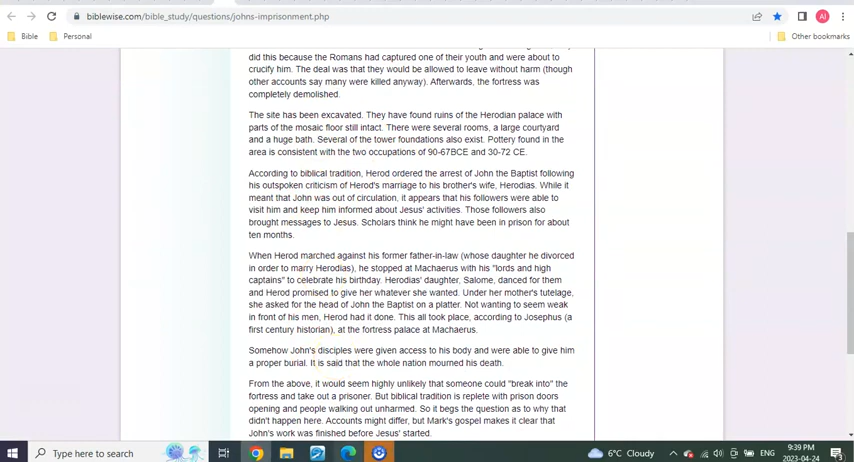 biblewise.com/bible_study/questions/johns-imprisonment.php
Al
Bible
Personal
Other bookmarks
did this because the Romans had captured one of their youth and were about to
crucify him. The deal was that they would be allowed to leave without harm (though
other accounts say many were killed anyway). Afterwards, the fortress was
completely demolished.
The site has been excavated. They have found ruins of the Herodian palace with
parts of the mosaic floor still intact. There were several rooms, a large courtyard
and a huge bath. Several of the tower foundations also exist. Pottery found in the
area is consistent with the two occupations of 90-67BCE and 30-72 CE.
According to biblical tradition, Herod ordered the arrest of John the Baptist following
his outspoken criticism of Herod's marriage to his brother's wife, Herodias. While it
meant that John was out of circulation, it appears that his followers were able to
visit him and keep him informed about Jesus' activities. Those followers also
brought messages to Jesus. Scholars think he might have been in prison for about
ten months.
When Herod marched against his former father-in-law (whose daughter he divorced
in order to marry Herodias), he stopped at Machaerus with his "lords and high
captains" to celebrate his birthday. Herodias' daughter, Salome, danced for them
and Herod promised to give her whatever she wanted. Under her mother's tutelage,
she asked for the head of John the Baptist on a platter. Not wanting to seem weak
in front of his men, Herod had it done. This all took place, according to Josephus (a
first century historian), at the fortress palace at Machaerus.
Somehow John's disciples were given access to his body and were able to give him
a proper burial. It is said that the whole nation mourned his death.
From the above, it would seem highly unlikely that someone could "break into" the
fortress and take out a prisoner. But biblical tradition is replete with prison doors
opening and people walking out unharmed. So it begs the question as to why that
didn't happen here. Accounts might differ, but Mark's gospel makes it clear that
John's work was finished before Jesus' started.
Type here to search
6°C Cloudy
ENG
9:39 PM
2023-04-24
3